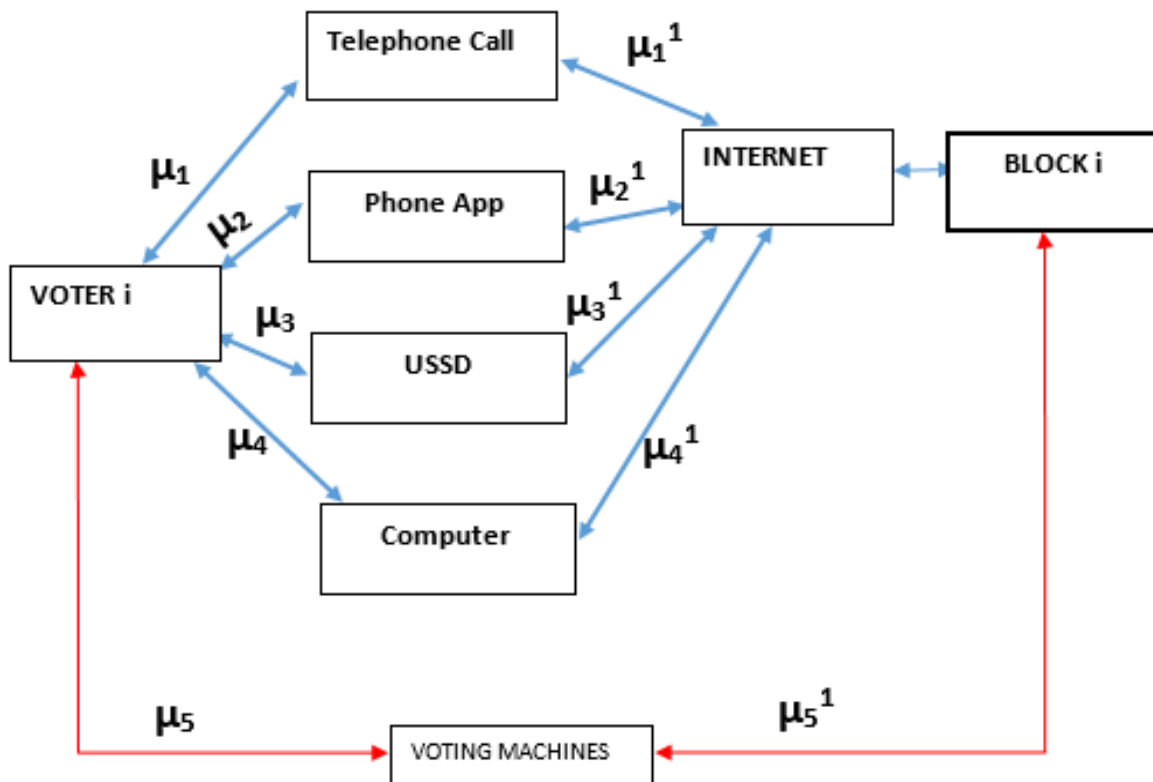 Telephone Call
μ₁¹
INTERNET
BLOCK i
μ₁
Phone App
μ₂¹
μ₂
VOTER i
μ₃
USSD
μ₃¹
μ₄
μ₄¹
Computer
μ₅
μ₅¹
VOTING MACHINES